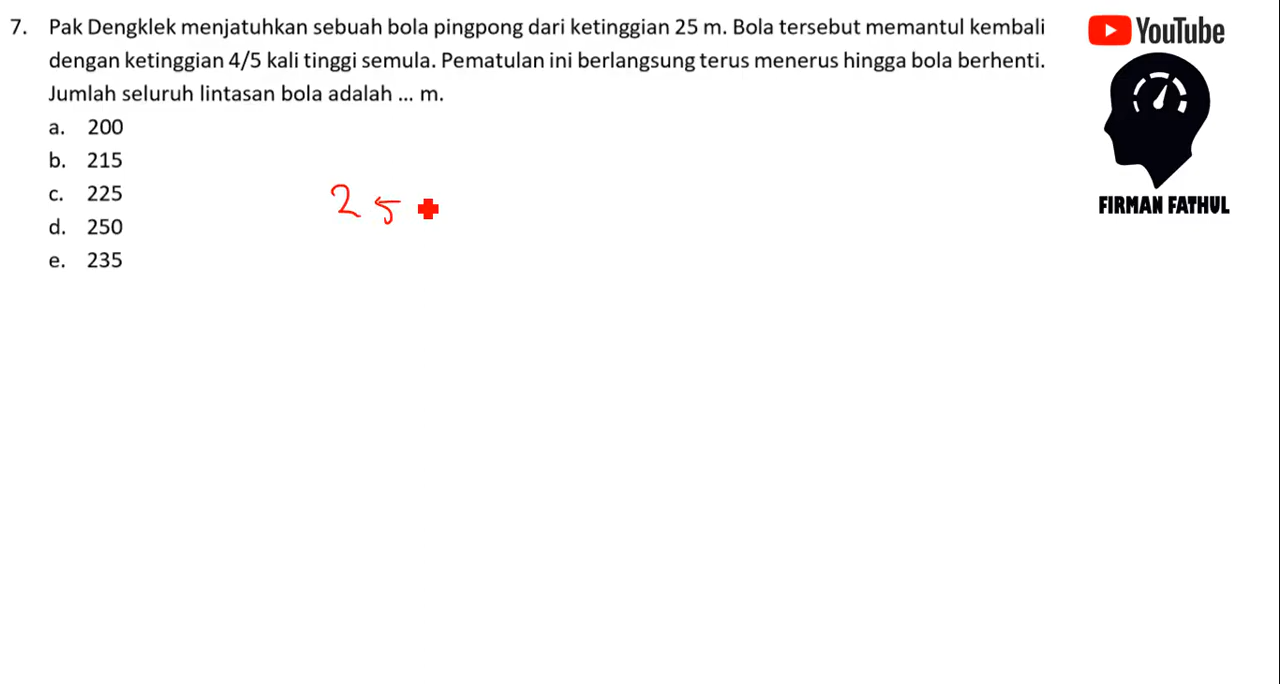 7. Pak Dengklek menjatuhkan sebuah bola pingpong dari ketinggian 25 m. Bola tersebut memantul kembali
dengan ketinggian 4/5 kali tinggi semula. Pematulan ini berlangsung terus menerus hingga bola berhenti.
Jumlah seluruh lintasan bola adalah ... m.
a. 200
b. 215
c. 225
d. 250
e. 235
25
YouTube
FIRMAN FATHUL